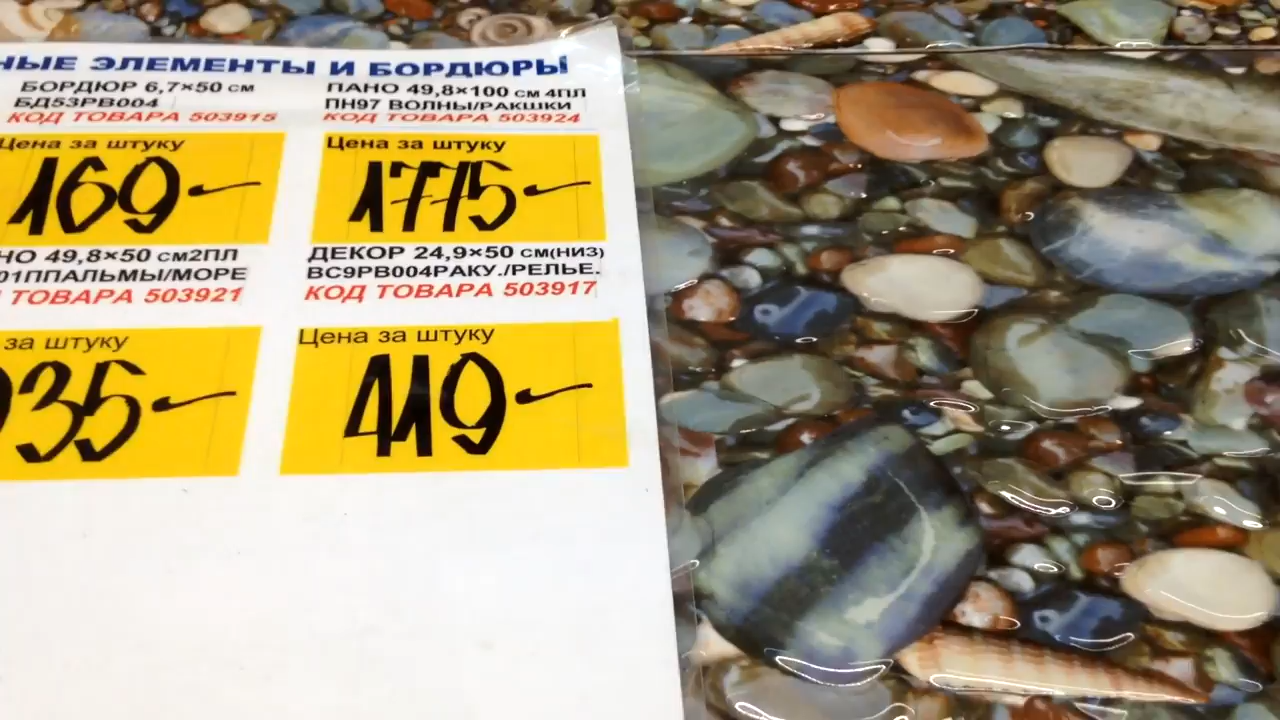 НЫЕ ЭЛЕМЕНТЫ И БОРДЮРЫ
БОРДЮР 6,7×50 см
БД53РВ004
КОД ТОВАРА 503915
Цена за штуку
169-
ПАНО 49,8×100 см 4ПЛ
ПН97 ВОЛНЫ/РАКШКИ
КОД ТОВАРА 503924
Цена за штуку
1775-
НО 49,8×50 см2ПЛ
01ППАЛЬМЫ/МОРЕ
ТОВАРА 503921
за штуку
935-
ДЕКОР 24,9×50 см(НИЗ)
ВС9РВ004РАКУ./РЕЛЬЕ.
КОД ТОВАРА 503917
Цена за штуку
419-